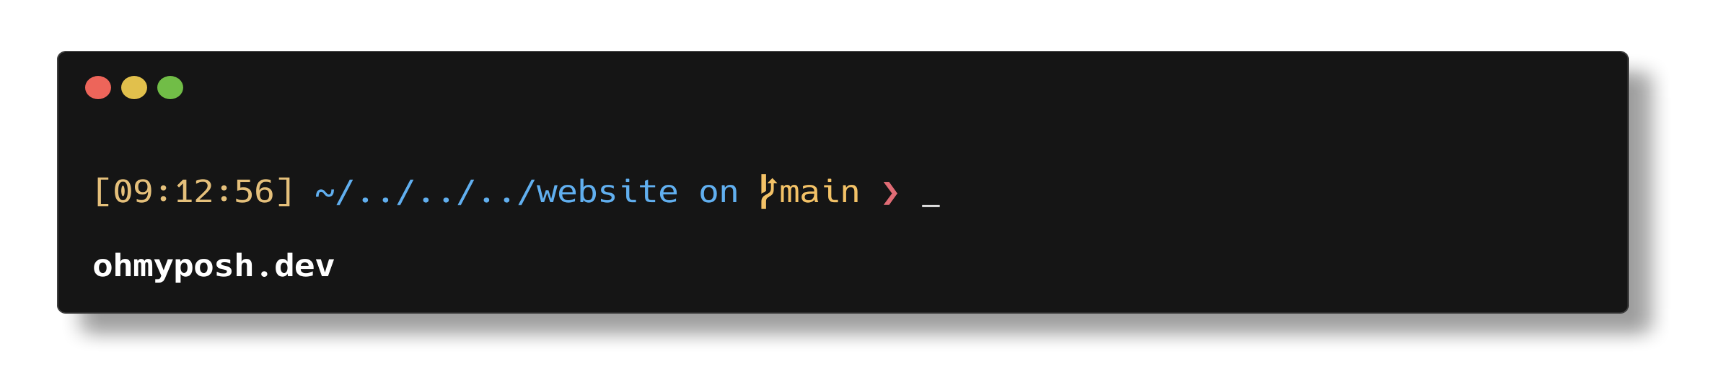 [09:12:56] ~/../../../website on main ❯ _
ohmyposh.dev